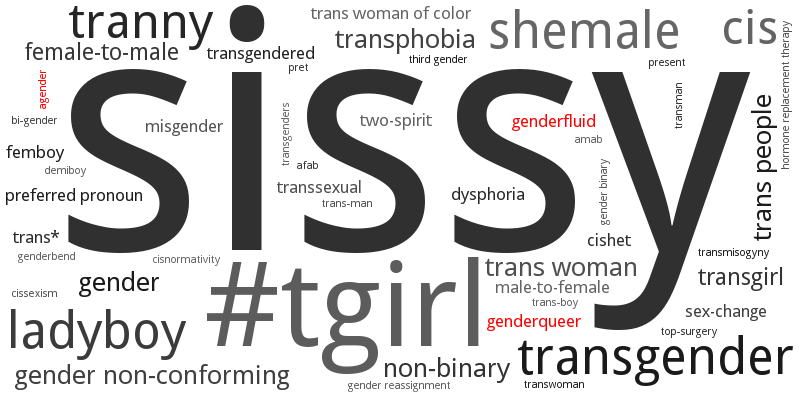 tranny
trans woman of color
shemale
cis
female-to-male
transgendered
transphobia
third gender
pret
present
hormone replacement therapy
agender
sissy
bi-gender
misgender
transgenders
two-spirit
genderfluid
transman
trans people
amab
femboy
demiboy
afab
gender binary
preferred pronoun
transsexual
trans-man
dysphoria
trans*
genderbend
cisnormativity
cishet
transmisogyny
gender
#tgirl
trans woman
transgirl
cissexism
male-to-female
trans-boy
sex-change
ladyboy
genderqueer
top-surgery
gender non-conforming
non-binary
transgender
gender reassignment
transwoman